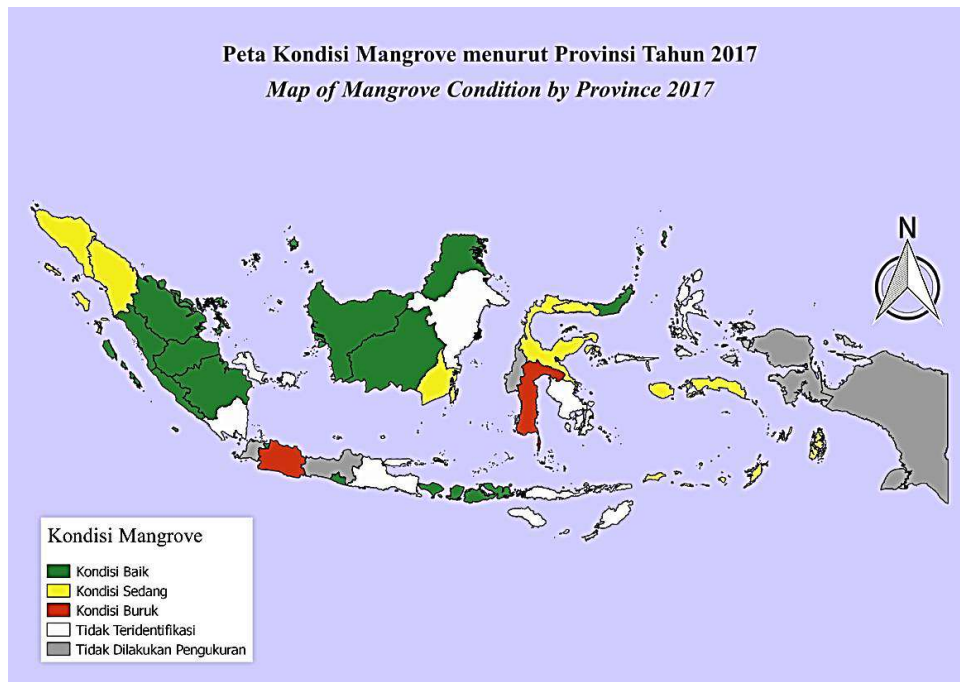 Peta Kondisi Mangrove menurut Provinsi Tahun 2017
Map of Mangrove Condition by Province 2017
N
Kondisi Mangrove
Kondisi Baik
Kondisi Sedang
Kondisi Buruk
Tidak Teridentifikasi
Tidak Dilakukan Pengukuran